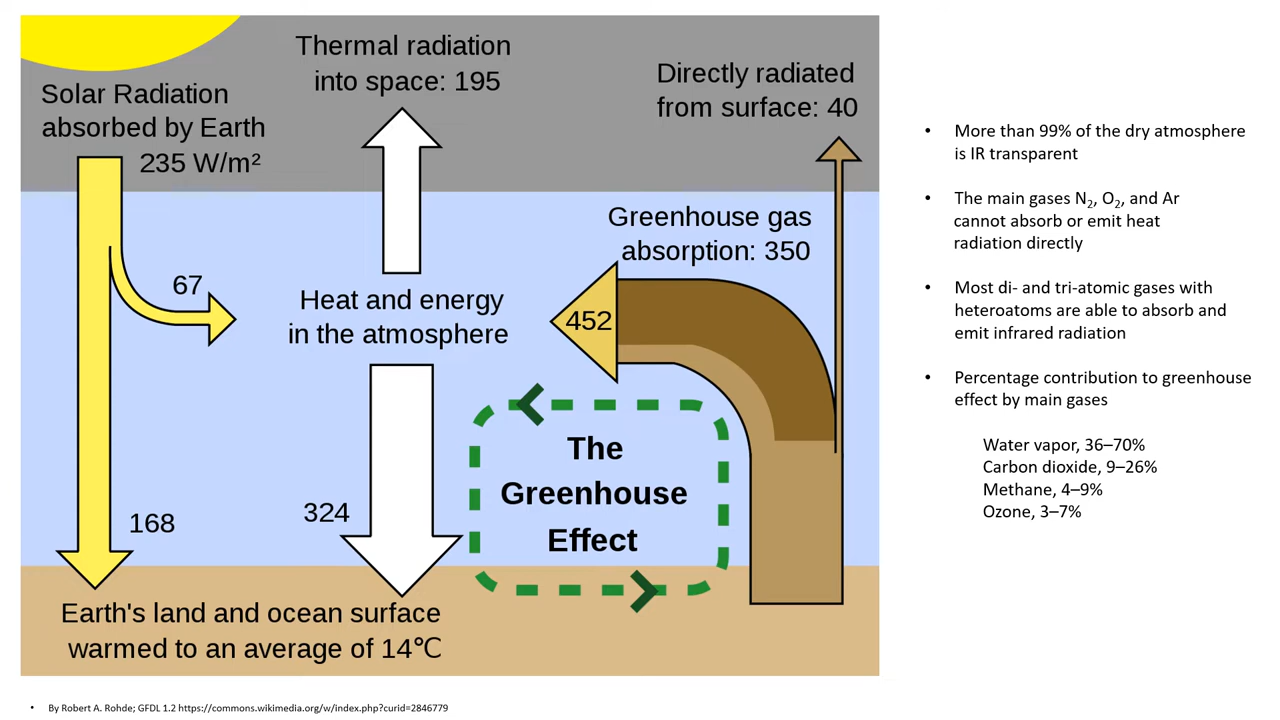 Thermal radiation
into space: 195
Directly radiated
from surface: 40
Solar Radiation
absorbed by Earth
235 W/m²
Greenhouse gas
absorption: 350
67
Heat and energy
in the atmosphere
452
The
Greenhouse
Effect
324
168
Earth's land and ocean surface
warmed to an average of 14℃
• More than 99% of the dry atmosphere
is IR transparent
• The main gases N₂, O₂, and Ar
cannot absorb or emit heat
radiation directly
• Most di- and tri-atomic gases with
heteroatoms are able to absorb and
emit infrared radiation
• Percentage contribution to greenhouse
effect by main gases
Water vapor, 36–70%
Carbon dioxide, 9–26%
Methane, 4–9%
Ozone, 3–7%
• By Robert A. Rohde; GFDL 1.2 https://commons.wikimedia.org/w/index.php?curid=2846779